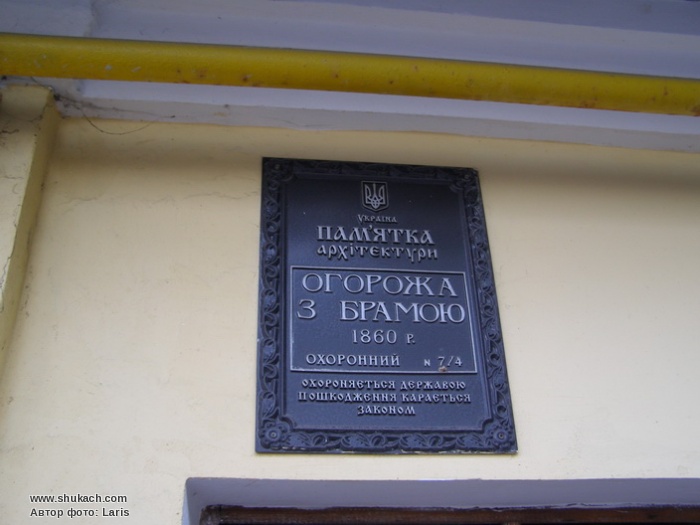 УКРАЇНА
ПАМ'ЯТКА
АРХІТЕКТУРИ
ОГОРОЖА
З БРАМОЮ
1860 Р.
ОХОРОННИЙ N 7/4
ОХОРОНЯЄТЬСЯ ДЕРЖАВОЮ
ПОШКОДЖЕННЯ КАРАЄТЬСЯ
ЗАКОНОМ
www.shukach.com
Автор фото: Laris